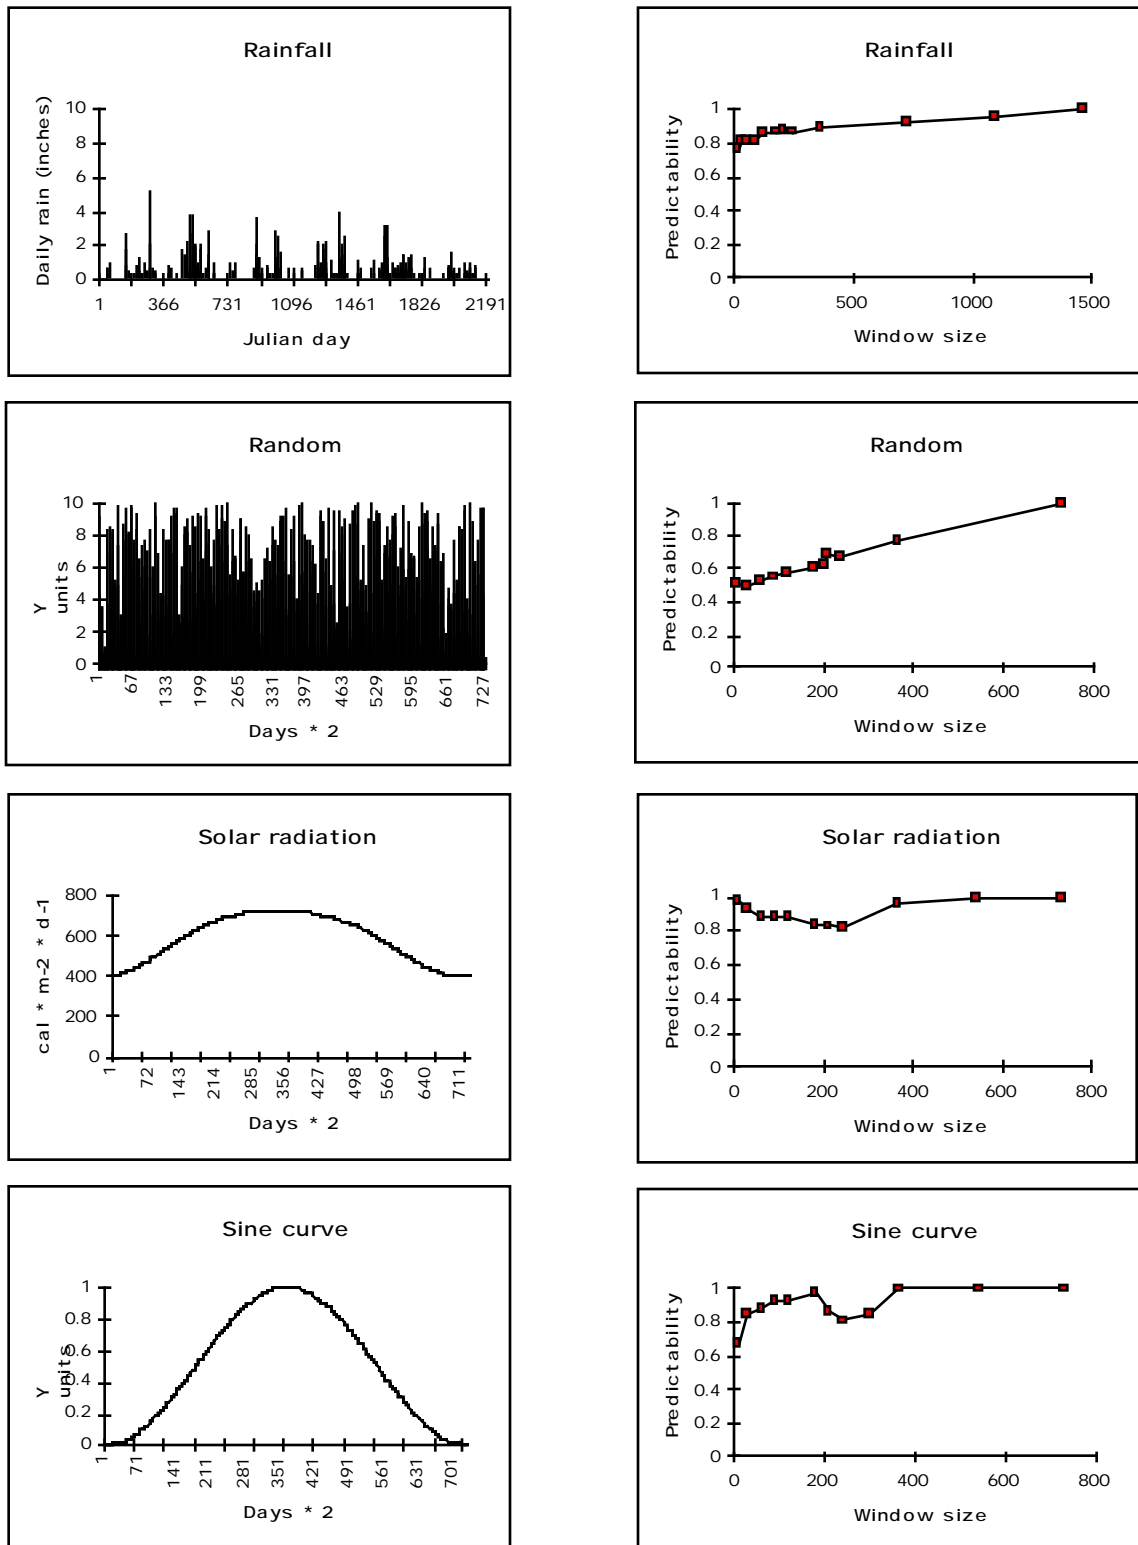 Rainfall
Daily rain (inches)
10
8
6
4
2
0
1 366 731 1096 1461 1826 2191
Julian day
Rainfall
Predictability
1
0.8
0.6
0.4
0.2
0
0 500 1000 1500
Window size
Random
Y units
10
8
6
4
2
0
1 67 133 199 265 331 397 463 529 595 661 727
Days * 2
Random
Predictability
1
0.8
0.6
0.4
0.2
0
0 200 400 600 800
Window size
Solar radiation
cal * m-2 * d-1
800
600
400
200
0
1 72 143 214 285 356 427 498 569 640 711
Days * 2
Solar radiation
Predictability
1
0.8
0.6
0.4
0.2
0
0 200 400 600 800
Window size
Sine curve
Y units
1
0.8
0.6
0.4
0.2
0
1 71 141 211 281 351 421 491 561 631 701
Days * 2
Sine curve
Predictability
1
0.8
0.6
0.4
0.2
0
0 200 400 600 800
Window size